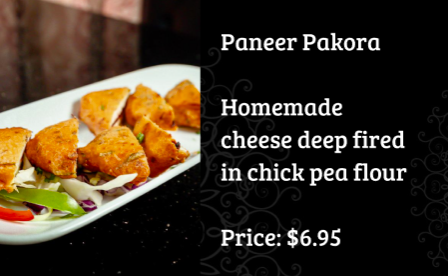 Paneer Pakora
Homemade
cheese deep fired
in chick pea flour
Price: $6.95